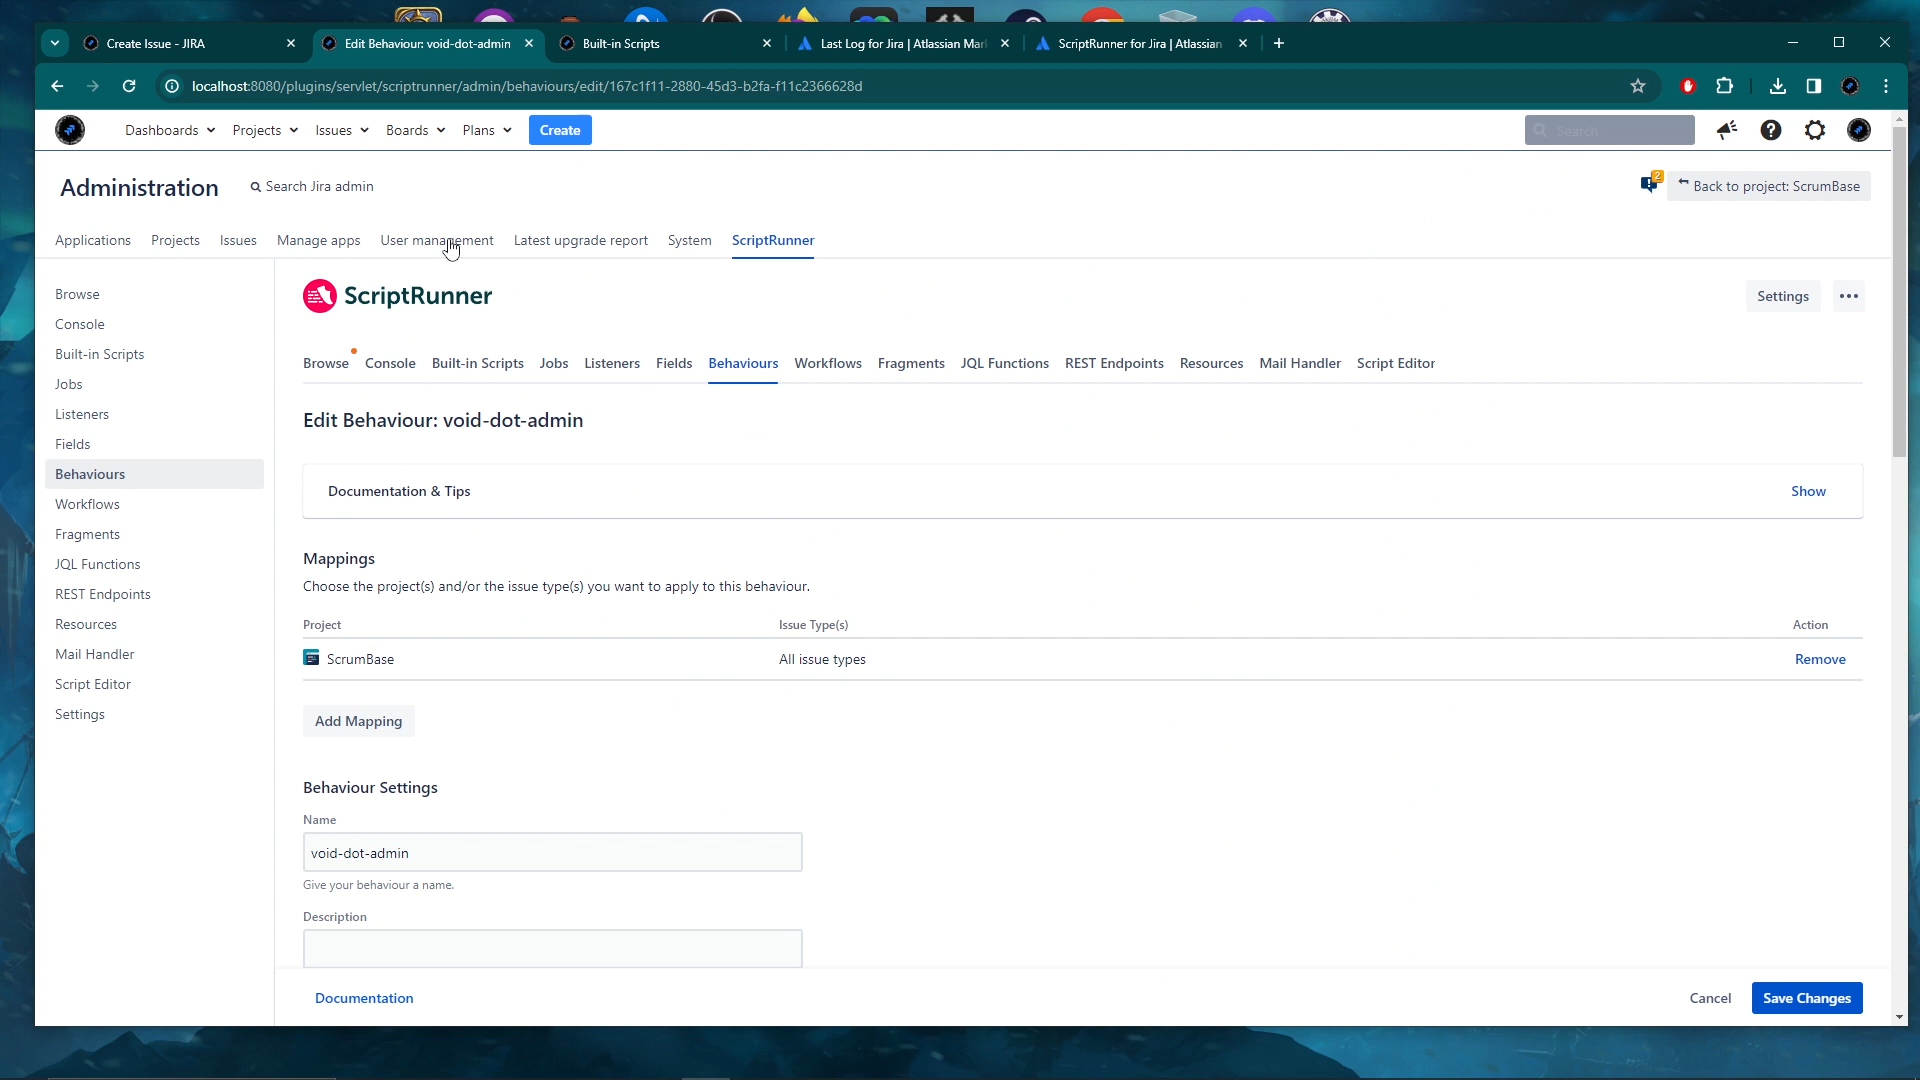 Create Issue - JIRA
Edit Behaviour: void-dot-admin
Built-in Scripts
Last Log for Jira | Atlassian Mar
ScriptRunner for Jira | Atlassian
localhost:8080/plugins/servlet/scriptrunner/admin/behaviours/edit/167c1f11-2880-45d3-b2fa-f11c2366628d
Dashboards Projects Issues Boards Plans Create Search
Administration
Search Jira admin
2
Back to project: ScrumBase
Applications Projects Issues Manage apps User management Latest upgrade report System ScriptRunner
Browse
Console
Built-in Scripts
Jobs
Listeners
Fields
Behaviours
Workflows
Fragments
JQL Functions
REST Endpoints
Resources
Mail Handler
Script Editor
Settings
ScriptRunner
Settings
Browse Console Built-in Scripts Jobs Listeners Fields Behaviours Workflows Fragments JQL Functions REST Endpoints Resources Mail Handler Script Editor
Edit Behaviour: void-dot-admin
Documentation & Tips Show
Mappings
Choose the project(s) and/or the issue type(s) you want to apply to this behaviour.
Project Issue Type(s) Action
ScrumBase All issue types Remove
Add Mapping
Behaviour Settings
Name
void-dot-admin
Give your behaviour a name.
Description
Documentation Cancel Save Changes